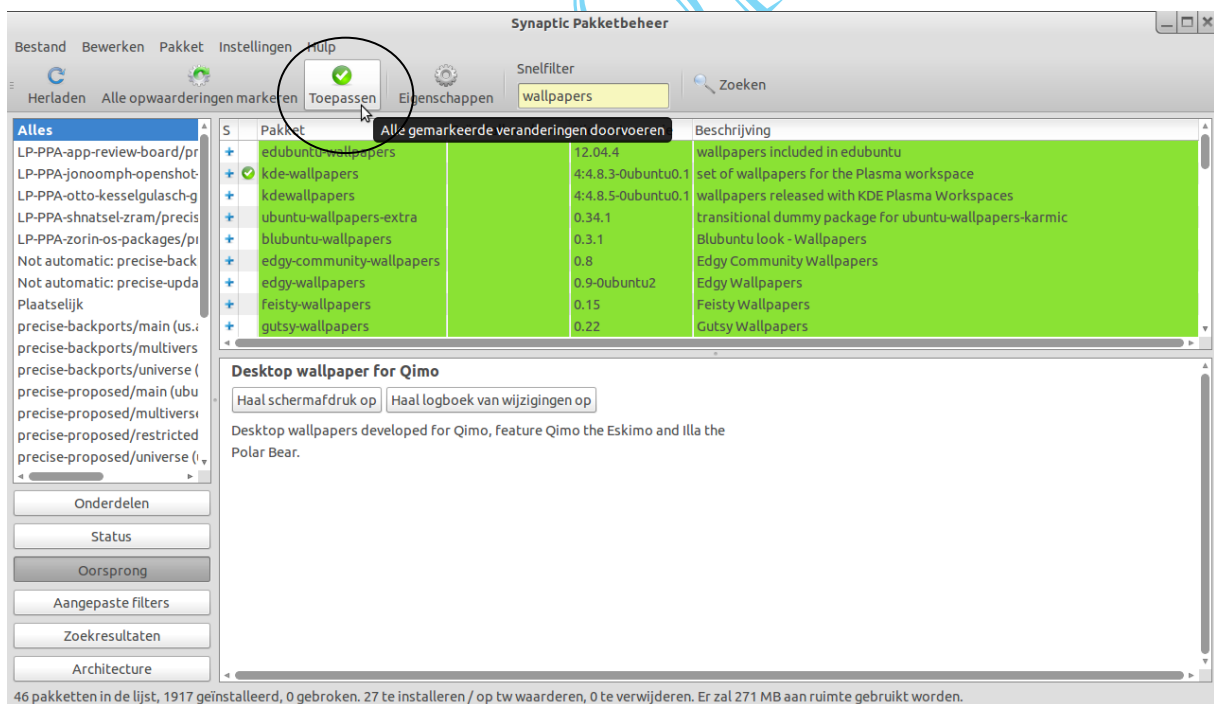 Synaptic Pakketbeheer
Bestand Bewerken Pakket Instellingen Hulp
Herladen Alle opwaarderingen markeren Toepassen Eigenschappen
Snelfilter
wallpapers
Zoeken
Alles
LP-PPA-app-review-board/pr
LP-PPA-jonoomph-openshot-
LP-PPA-otto-kesselgulasch-g
LP-PPA-shnatsel-zram/precis
LP-PPA-zorin-os-packages/pr
Not automatic: precise-back
Not automatic: precise-upda
Plaatselijk
precise-backports/main (us.a
precise-backports/multivers
precise-backports/universe (
precise-proposed/main (ubu
precise-proposed/multiverse
precise-proposed/restricted
precise-proposed/universe (
Onderdelen
Status
Oorsprong
Aangepaste filters
Zoekresultaten
Architecture
S Pakket Alle gemarkeerde veranderingen doorvoeren Beschrijving
edubuntu-wallpapers 12.04.4 wallpapers included in edubuntu
kde-wallpapers 4:4.8.3-0ubuntu0.1 set of wallpapers for the Plasma workspace
kdewallpapers 4:4.8.5-0ubuntu0.1 wallpapers released with KDE Plasma Workspaces
ubuntu-wallpapers-extra 0.34.1 transitional dummy package for ubuntu-wallpapers-karmic
blubuntu-wallpapers 0.3.1 Blubuntu look - Wallpapers
edgy-community-wallpapers 0.8 Edgy Community Wallpapers
edgy-wallpapers 0.9-0ubuntu2 Edgy Wallpapers
feisty-wallpapers 0.15 Feisty Wallpapers
gutsy-wallpapers 0.22 Gutsy Wallpapers
Desktop wallpaper for Qimo
Haal schermafdruk op Haal logboek van wijzigingen op
Desktop wallpapers developed for Qimo, feature Qimo the Eskimo and Illa the
Polar Bear.
46 pakketten in de lijst, 1917 geïnstalleerd, 0 gebroken. 27 te installeren / op tw waarderen, 0 te verwijderen. Er zal 271 MB aan ruimte gebruikt worden.